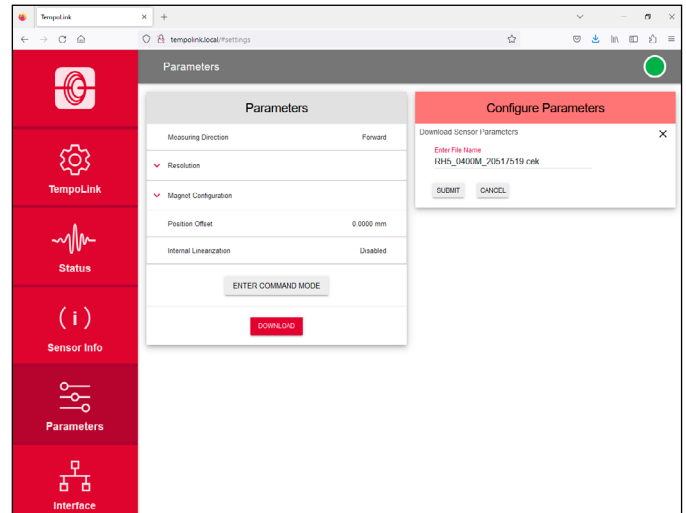 TempoLink
tempolink.local/#settings
Parameters
TempoLink
Status
( i )
Sensor Info
Parameters
Interface
Parameters
Measuring Direction Forward
Resolution
Magnet Configuration
Position Offset 0.0000 mm
Internal Linearization Disabled
ENTER COMMAND MODE
DOWNLOAD
Configure Parameters
Download Sensor Parameters
Enter File Name
RH5_0400M_20517519 cek
SUBMIT CANCEL